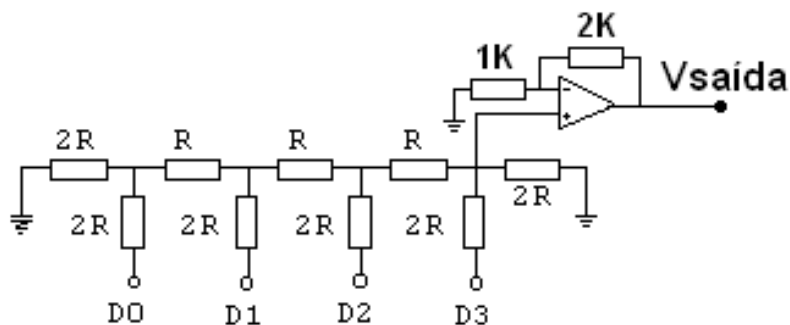 1K 2K
Vsaída
- +
2R R R R 2R
2R 2R 2R 2R
D0 D1 D2 D3